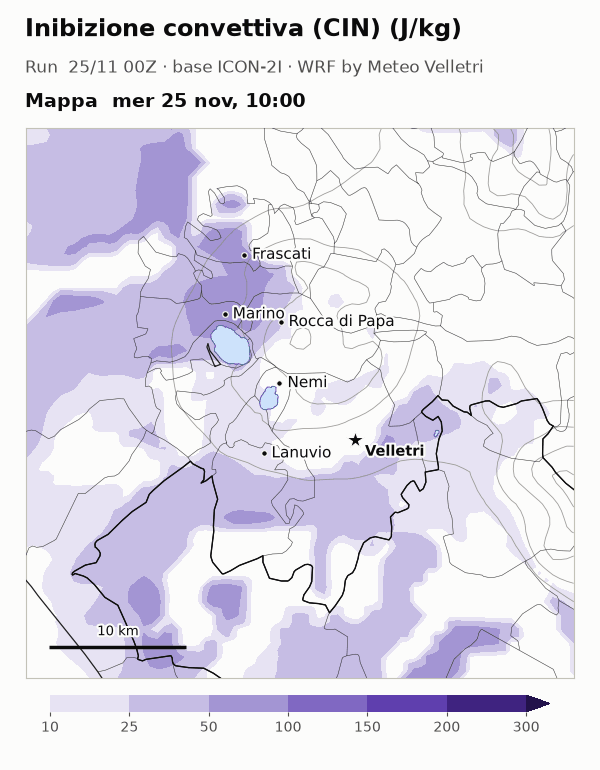 Inibizione convettiva (CIN) (J/kg)
Run  25/11 00Z · base ICON-2I · WRF by Meteo Velletri
Mappa  mer 25 nov, 10:00
Frascati
Marino
Rocca di Papa
Nemi
Velletri
Lanuvio
10 km
10 25 50 100 150 200 300